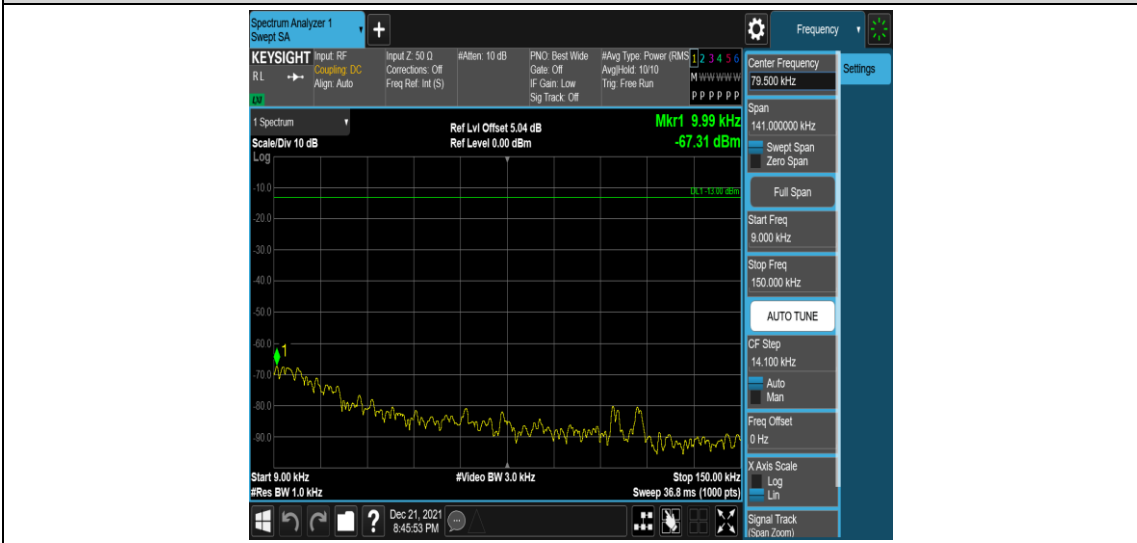 Spectrum Analyzer 1
Swept SA
+
Frequency
KEYSIGHT
RL
LXI
Input: RF
Coupling: DC
Align: Auto
Input Z: 50 Ω
Corrections: Off
Freq Ref: Int (S)
#Atten: 10 dB
PNO: Best Wide
Gate: Off
IF Gain: Low
Sig Track: Off
#Avg Type: Power (RMS
Avg|Hold: 10/10
Trig: Free Run
1 2 3 4 5 6
M W W W W W
P P P P P P
1 Spectrum
Scale/Div 10 dB
Log
Ref Lvl Offset 5.04 dB
Ref Level 0.00 dBm
Mkr1 9.99 kHz
-67.31 dBm
-10.0
DL1 -13.00 dBm
-20.0
-30.0
-40.0
-50.0
-60.0
1
-70.0
-80.0
-90.0
Start 9.00 kHz
#Res BW 1.0 kHz
#Video BW 3.0 kHz
Stop 150.00 kHz
Sweep 36.8 ms (1000 pts)
?
Dec 21, 2021
8:45:53 PM
Center Frequency
79.500 kHz
Settings
Span
141.000000 kHz
Swept Span
Zero Span
Full Span
Start Freq
9.000 kHz
Stop Freq
150.000 kHz
AUTO TUNE
CF Step
14.100 kHz
Auto
Man
Freq Offset
0 Hz
X Axis Scale
Log
Lin
Signal Track
(Span Zoom)